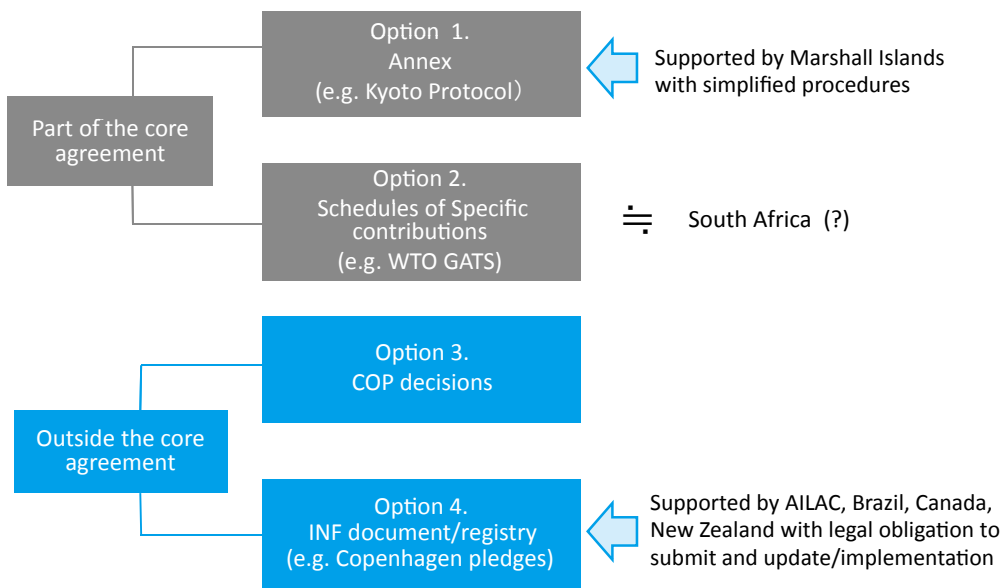 Option 1.
Annex
(e.g. Kyoto Protocol）
Supported by Marshall Islands
with simplified procedures
Part of the core
agreement
Option 2.
Schedules of Specific
contributions
(e.g. WTO GATS)
≒ South Africa (?)
Option 3.
COP decisions
Outside the core
agreement
Option 4.
INF document/registry
(e.g. Copenhagen pledges)
Supported by AILAC, Brazil, Canada,
New Zealand with legal obligation to
submit and update/implementation